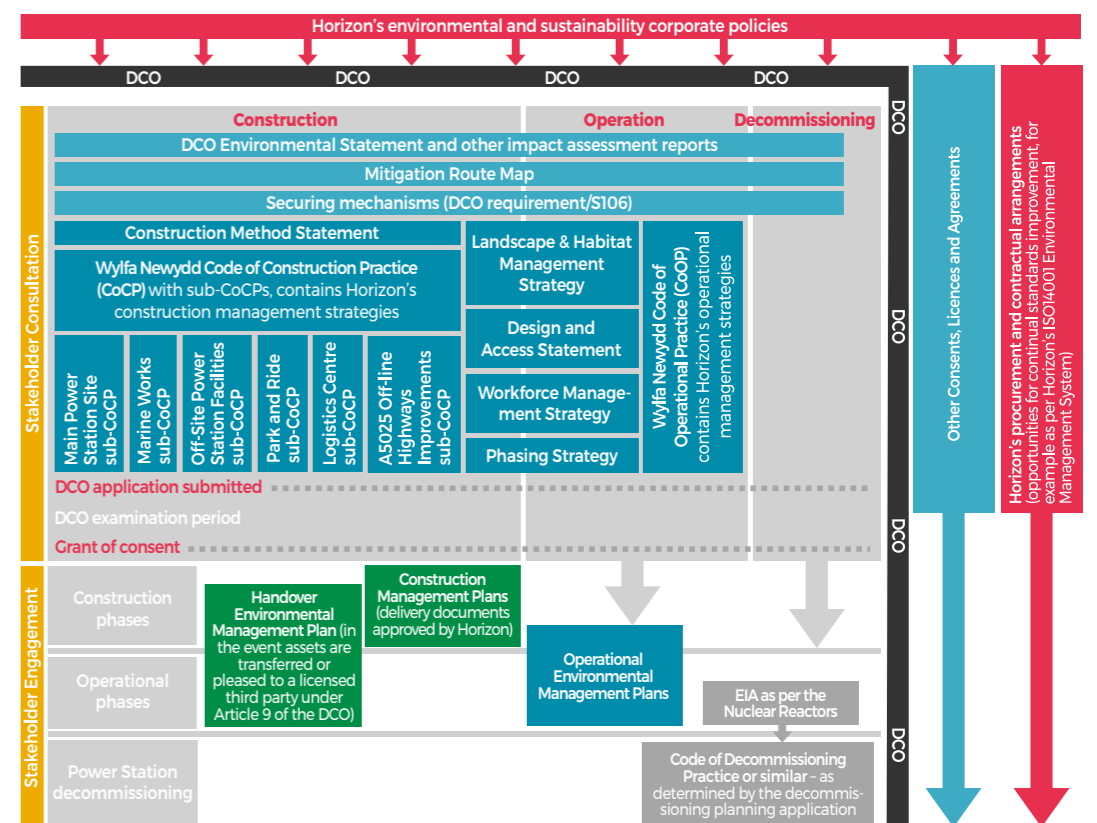 Horizon's environmental and sustainability corporate policies
DCO
DCO
DCO
DCO
Stakeholder Consultation
Construction
Operation
Decommissioning
DCO Environmental Statement and other impact assessment reports
Mitigation Route Map
Securing mechanisms (DCO requirement/S106)
Construction Method Statement
Wylfa Newydd Code of Construction Practice
(CoCP) with sub-CoCPs, contains Horizon's
construction management strategies
Main Power
Station Site
sub-CoCP
Marine Works
sub-CoCP
Off-Site Power
Station Facilities
sub-CoCP
Park and Ride
sub-CoCP
Logistics Centre
sub-CoCP
A5025 Off-line
Highways
Improvements
sub-CoCP
Landscape & Habitat
Management
Strategy
Design and
Access Statement
Workforce Manage-
ment Strategy
Phasing Strategy
Wylfa Newydd Code of
Operational Practice (CoOP)
contains Horizon's operational
management strategies
DCO application submitted
DCO examination period
Grant of consent
DCO
DCO
DCO
DCO
Other Consents, Licences and Agreements
Horizon's procurement and contractual arrangements
(opportunities for continual standards improvement, for
example as per Horizon's ISO14001 Environmental
Management System)
Stakeholder Engagement
Construction
phases
Operational
phases
Power Station
decommissioning
Handover
Environmental
Management Plan (in
the event assets are
transferred or
pleased to a licensed
third party under
Article 9 of the DCO)
Construction
Management Plans
(delivery documents
approved by Horizon)
Operational
Environmental
Management Plans
EIA as per the
Nuclear Reactors
Code of Decommissioning
Practice or similar – as
determined by the decommis-
sioning planning application